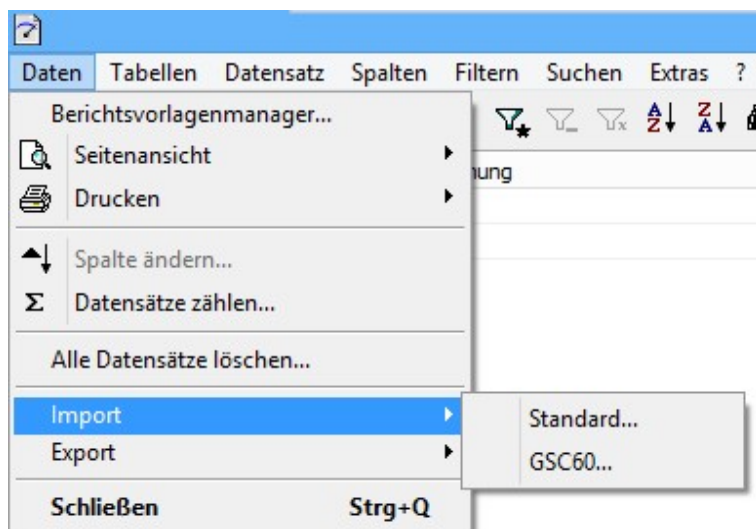 Daten Tabellen Datensatz Spalten Filtern Suchen Extras ?
Berichtsvorlagenmanager...
Seitenansicht
Drucken
Spalte ändern...
Σ Datensätze zählen...
Alle Datensätze löschen...
Import
Export
Schließen Strg+Q
Standard...
GSC60...
A Z Z A